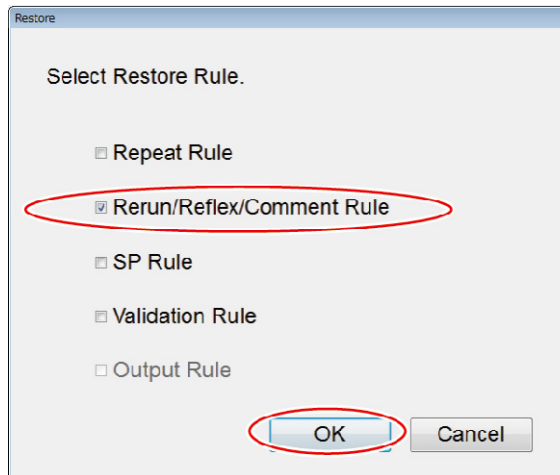 Restore
Select Restore Rule.
Repeat Rule
Rerun/Reflex/Comment Rule
SP Rule
Validation Rule
Output Rule
OK Cancel